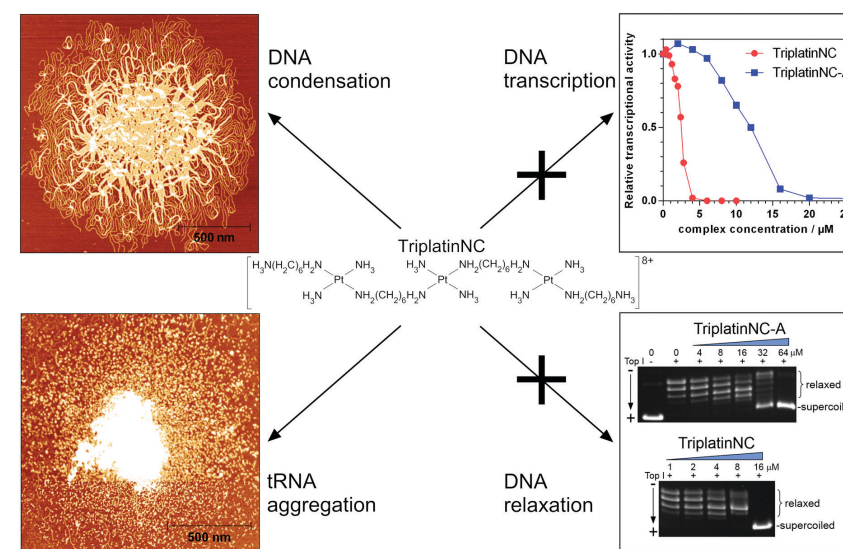 DNA
condensation
500 nm
DNA
transcription
Relative transcriptional activity
1.0
0.5
0.0
0 5 10 15 20 25
complex concentration / µM
TriplatinNC
TriplatinNC-A
TriplatinNC
H₃N(H₂C)₆H₂N NH₃ H₃N NH₂(CH₂)₆H₂N NH₃ 8+
Pt Pt Pt
H₃N NH₂(CH₂)₆H₂N NH₃ H₃N NH₂(CH₂)₆NH₃
tRNA
aggregation
500 nm
DNA
relaxation
TriplatinNC-A
0 0 4 8 16 32 64 µM
Top I - + + + + + +
-
+
relaxed
-supercoiled
TriplatinNC
1 2 4 8 16 µM
Top I + + + + +
-
+
relaxed
supercoiled